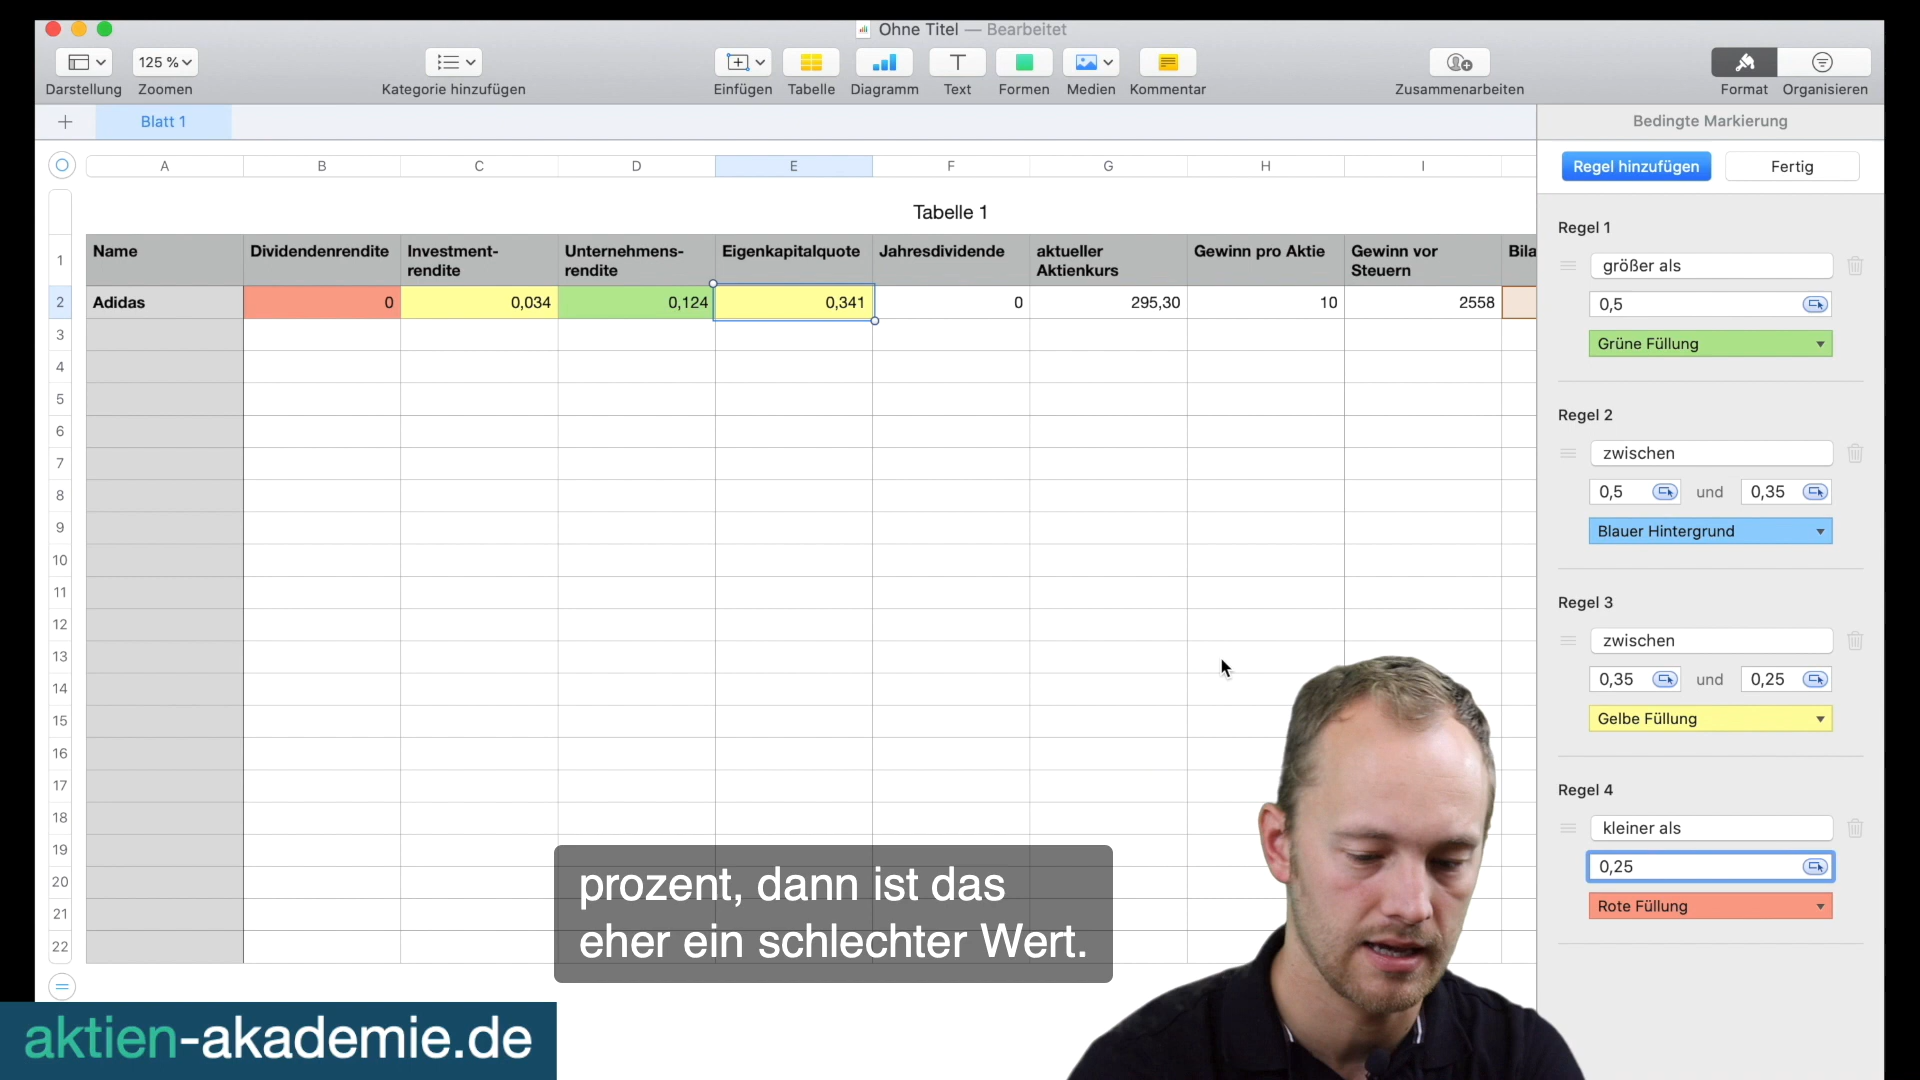 Ohne Titel — Bearbeitet
125 %
Darstellung Zoomen Kategorie hinzufügen Einfügen Tabelle Diagramm Text Formen Medien Kommentar Zusammenarbeiten Format Organisieren
Blatt 1
Bedingte Markierung
Regel hinzufügen Fertig
A B C D E F G H I
Tabelle 1
Name Dividendenrendite Investment-rendite Unternehmens-rendite Eigenkapitalquote Jahresdividende aktueller Aktienkurs Gewinn pro Aktie Gewinn vor Steuern Bila
1
2 Adidas 0 0,034 0,124 0,341 0 295,30 10 2558
3
4
5
6
7
8
9
10
11
12
13
14
15
16
17
18
19
20
21
22
Regel 1
größer als
0,5
Grüne Füllung
Regel 2
zwischen
0,5 und 0,35
Blauer Hintergrund
Regel 3
zwischen
0,35 und 0,25
Gelbe Füllung
Regel 4
kleiner als
0,25
Rote Füllung
prozent, dann ist das
eher ein schlechter Wert.
aktien-akademie.de